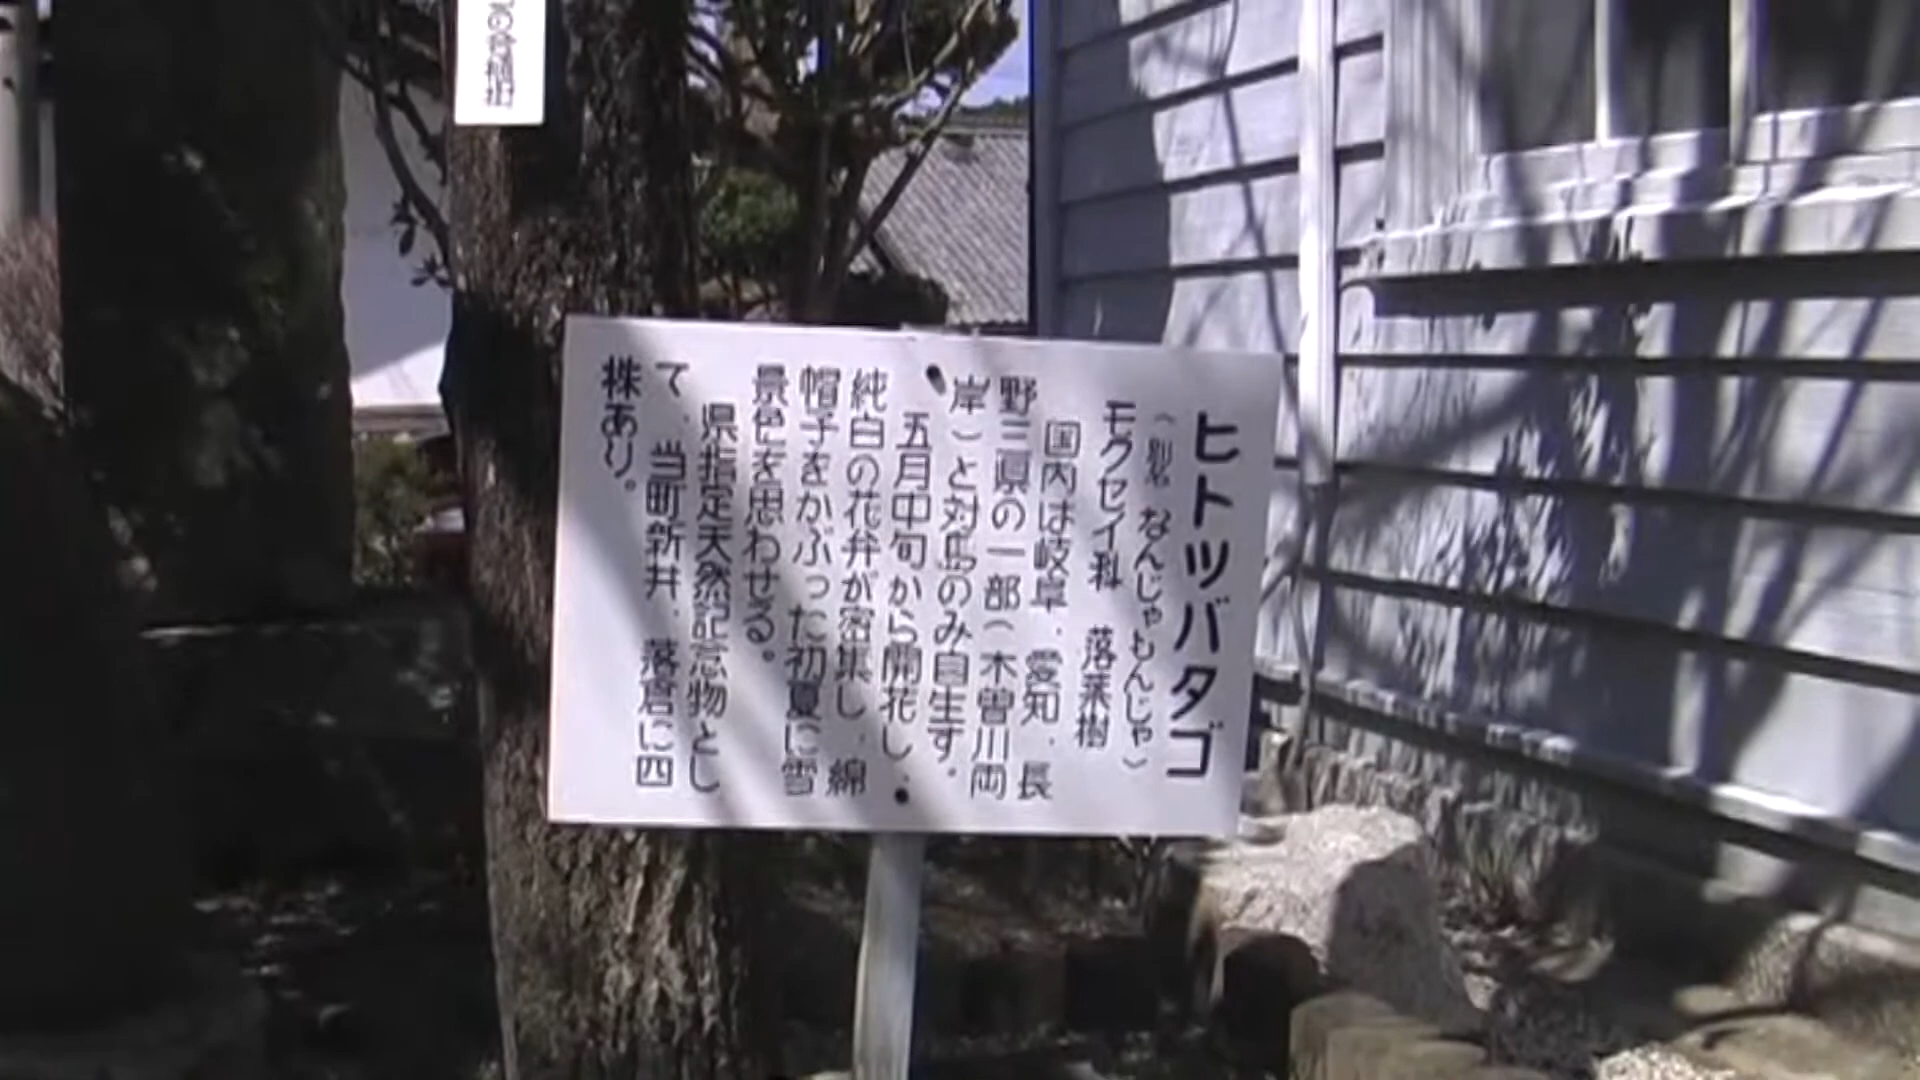 ヒトツバタゴ
（別名 なんじゃもんじゃ）
モクセイ科 落葉樹
国内は岐阜、愛知、長
野三県の一部（木曽川両
岸）と対馬のみ自生す。
五月中旬から開花し、
純白の花弁が密集し、綿
帽子をかぶった初夏に雪
景色を思わせる。
県指定天然記念物とし
て、当町新井、落倉に四
株あり。